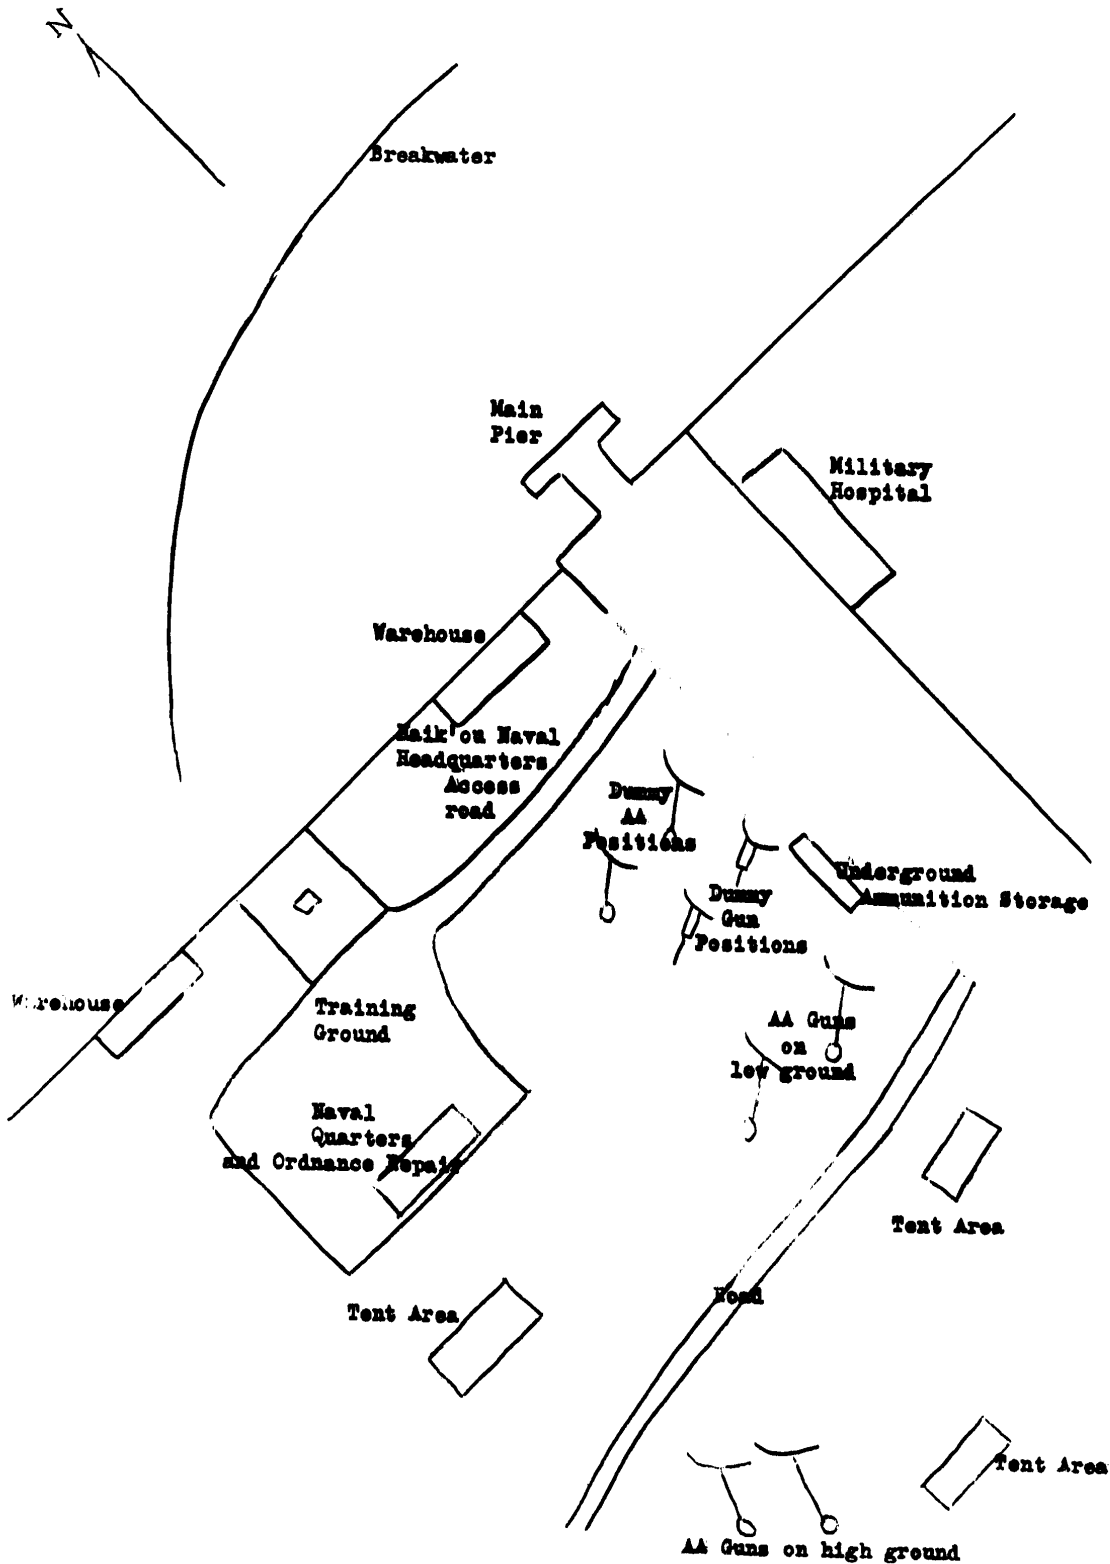 N
Breakwater
Main
Pier
Military
Hospital
Warehouse
Haik'ou Naval
Headquarters
Access
road
Dummy
AA
Positions
Underground
Ammunition Storage
Dummy
Gun
Positions
Warehouse
Training
Ground
AA Guns
on
low ground
Naval
Quarters
and Ordnance Repair
Tent Area
Road
Tent Area
Tent Area
AA Guns on high ground